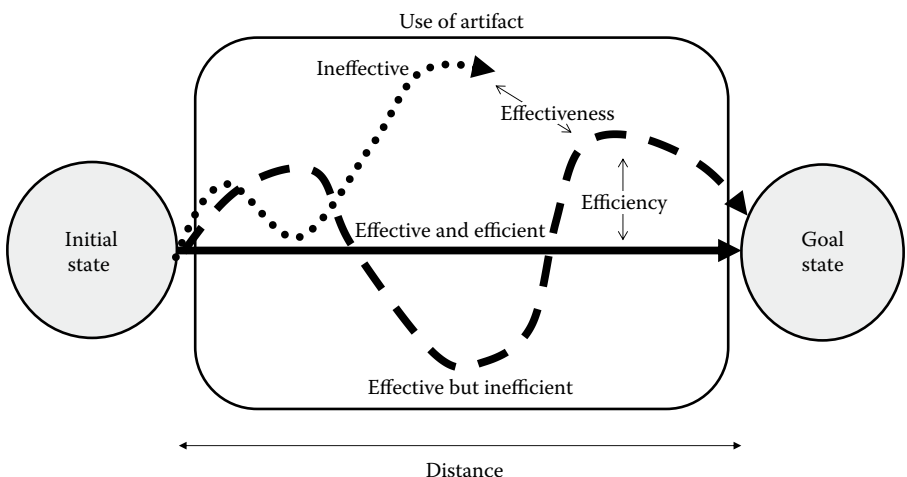 Use of artifact
Ineffective
Effectiveness
Efficiency
Effective and efficient
Initial
state
Goal
state
Effective but inefficient
Distance